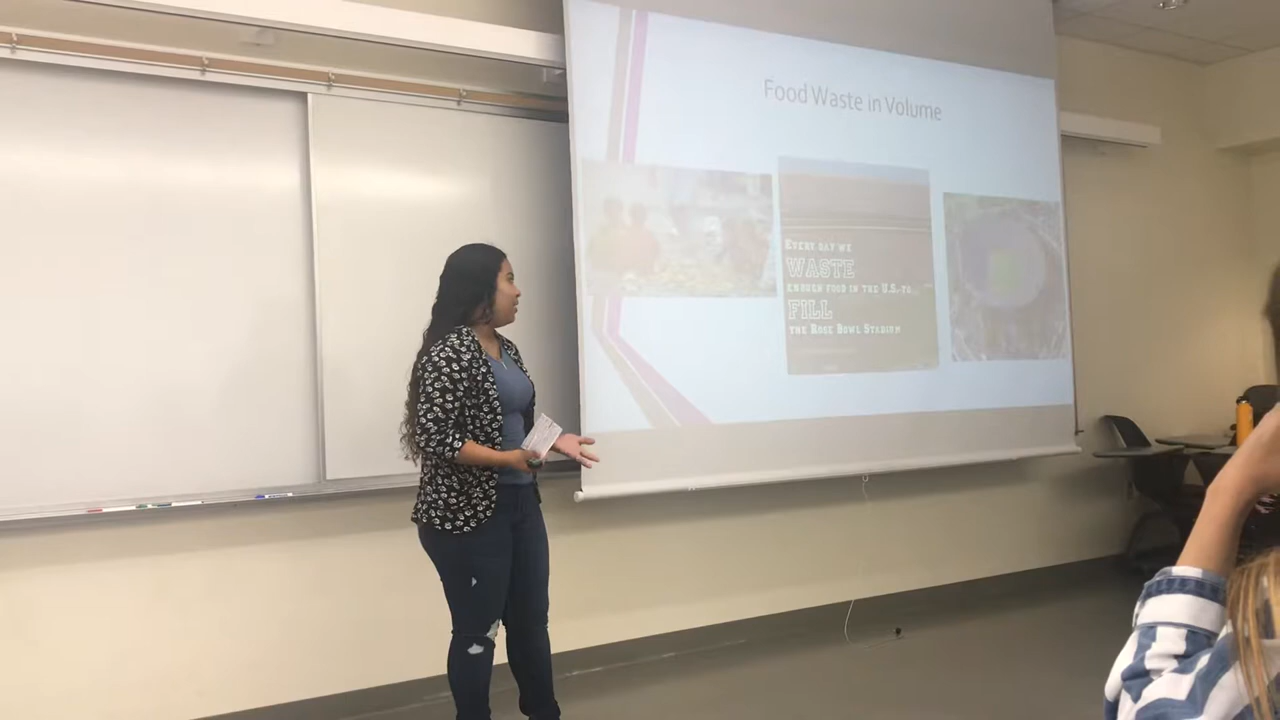 Food Waste in Volume
EVERY DAY WE
WASTE
ENOUGH FOOD IN THE U.S. TO
FILL
THE ROSE BOWL STADIUM